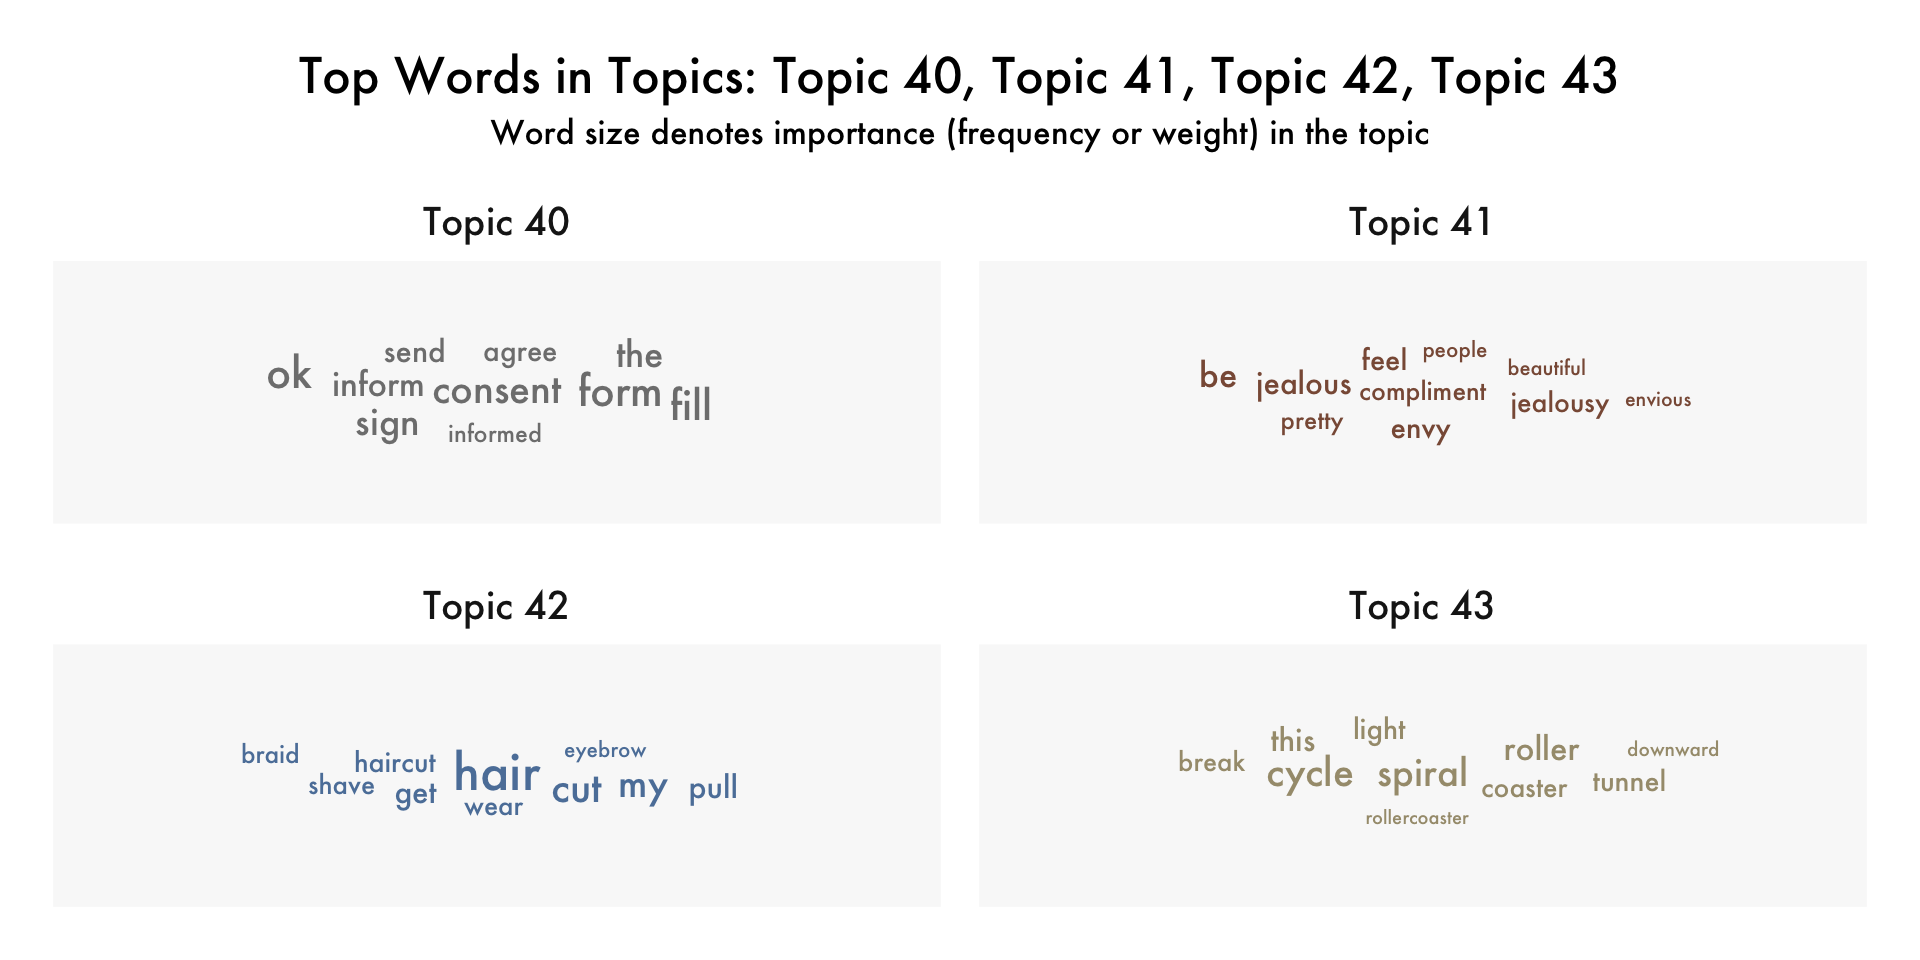 Top Words in Topics: Topic 40, Topic 41, Topic 42, Topic 43
Word size denotes importance (frequency or weight) in the topic
Topic 40
send agree the
ok inform consent form fill
sign informed
Topic 41
feel people beautiful
be jealous compliment jealousy envious
pretty envy
Topic 42
braid haircut hair eyebrow
shave get wear cut my pull
Topic 43
this light roller downward
break cycle spiral coaster tunnel
rollercoaster